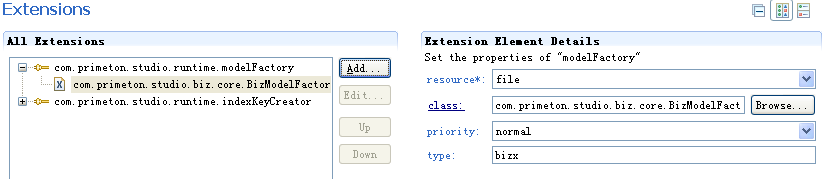 Extensions
All Extensions
com.primeton.studio.runtime.modelFactory
com.primeton.studio.biz.core.BizModelFactor
com.primeton.studio.runtime.indexKeyCreator
Add...
Edit...
Up
Down
Extension Element Details
Set the properties of "modelFactory"
resource*: file
class: com.primeton.studio.biz.core.BizModelFact Browse...
priority: normal
type: bizx